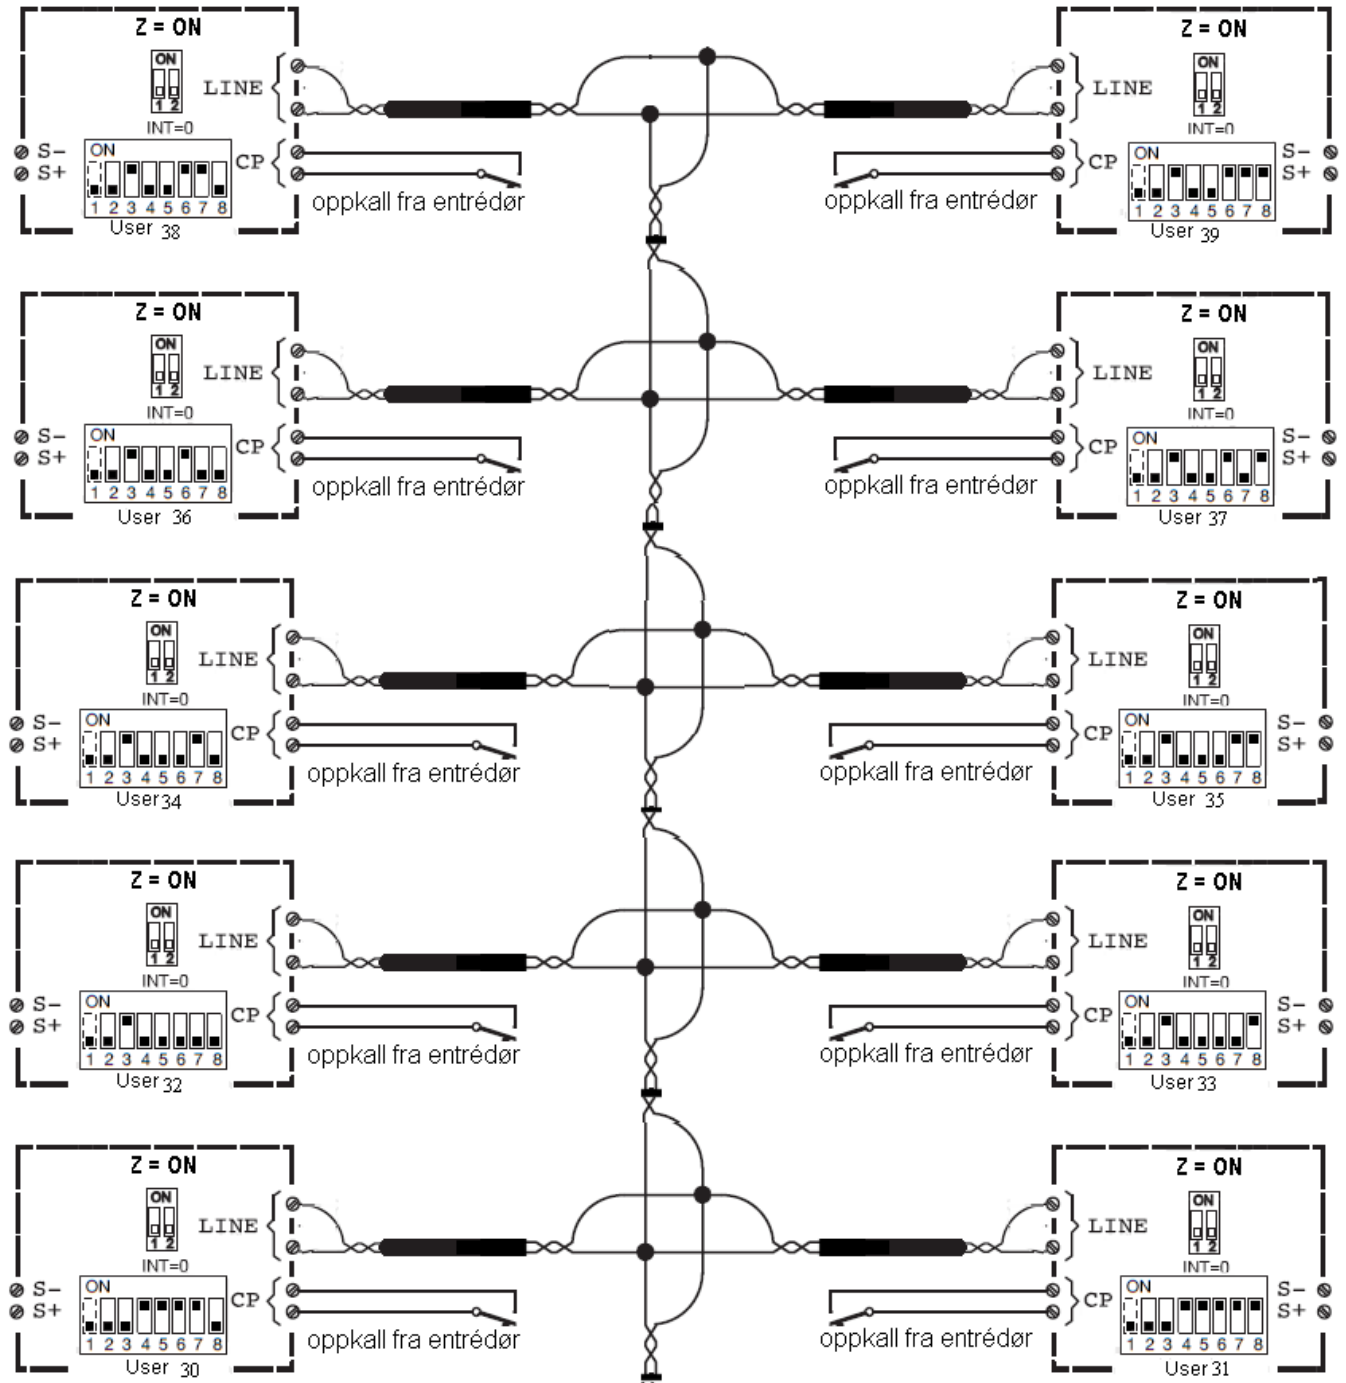 Z = ON
ON
1 2
INT=0
LINE
S-
S+
ON
1 2 3 4 5 6 7 8
CP
User 38
oppkall fra entrédør
Z = ON
ON
1 2
INT=0
LINE
CP
ON
1 2 3 4 5 6 7 8
S-
S+
User 39
oppkall fra entrédør
Z = ON
ON
1 2
INT=0
LINE
S-
S+
ON
1 2 3 4 5 6 7 8
CP
User 36
oppkall fra entrédør
Z = ON
ON
1 2
INT=0
LINE
CP
ON
1 2 3 4 5 6 7 8
S-
S+
User 37
oppkall fra entrédør
Z = ON
ON
1 2
INT=0
LINE
S-
S+
ON
1 2 3 4 5 6 7 8
CP
User 34
oppkall fra entrédør
Z = ON
ON
1 2
INT=0
LINE
CP
ON
1 2 3 4 5 6 7 8
S-
S+
User 35
oppkall fra entrédør
Z = ON
ON
1 2
INT=0
LINE
S-
S+
ON
1 2 3 4 5 6 7 8
CP
User 32
oppkall fra entrédør
Z = ON
ON
1 2
INT=0
LINE
CP
ON
1 2 3 4 5 6 7 8
S-
S+
User 33
oppkall fra entrédør
Z = ON
ON
1 2
INT=0
LINE
S-
S+
ON
1 2 3 4 5 6 7 8
CP
User 30
oppkall fra entrédør
Z = ON
ON
1 2
INT=0
LINE
CP
ON
1 2 3 4 5 6 7 8
S-
S+
User 31
oppkall fra entrédør